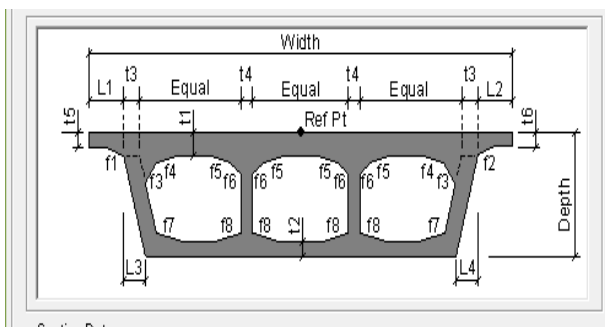 Width
L1 t3 Equal t4 Equal t4 Equal t3 L2
t5 t1 Ref Pt t6
f1 f3 f4 f5 f6 f6 f5 f5 f6 f6 f5 f4 f3 f2
Depth
f7 f8 f8 t2 f8 f8 f7
L3 L4